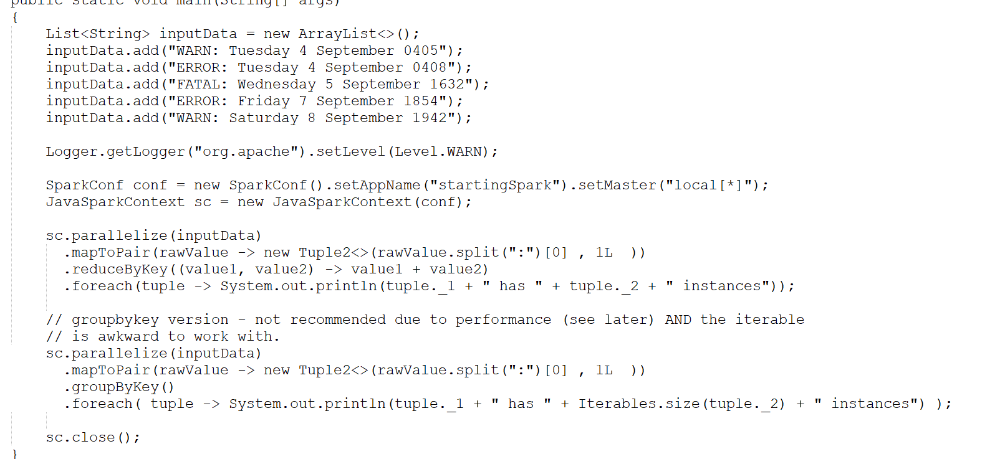 public static void main(String[] args)
{
List<String> inputData = new ArrayList<>();
inputData.add("WARN: Tuesday 4 September 0405");
inputData.add("ERROR: Tuesday 4 September 0408");
inputData.add("FATAL: Wednesday 5 September 1632");
inputData.add("ERROR: Friday 7 September 1854");
inputData.add("WARN: Saturday 8 September 1942");
Logger.getLogger("org.apache").setLevel(Level.WARN);
SparkConf conf = new SparkConf().setAppName("startingSpark").setMaster("local[*]");
JavaSparkContext sc = new JavaSparkContext(conf);
sc.parallelize(inputData)
.mapToPair(rawValue -> new Tuple2<>(rawValue.split(":")[0] , 1L  ))
.reduceByKey((value1, value2) -> value1 + value2)
.foreach(tuple -> System.out.println(tuple._1 + " has " + tuple._2 + " instances"));
// groupbykey version - not recommended due to performance (see later) AND the iterable
// is awkward to work with.
sc.parallelize(inputData)
.mapToPair(rawValue -> new Tuple2<>(rawValue.split(":")[0] , 1L  ))
.groupByKey()
.foreach( tuple -> System.out.println(tuple._1 + " has " + Iterables.size(tuple._2) + " instances") );
sc.close();
}